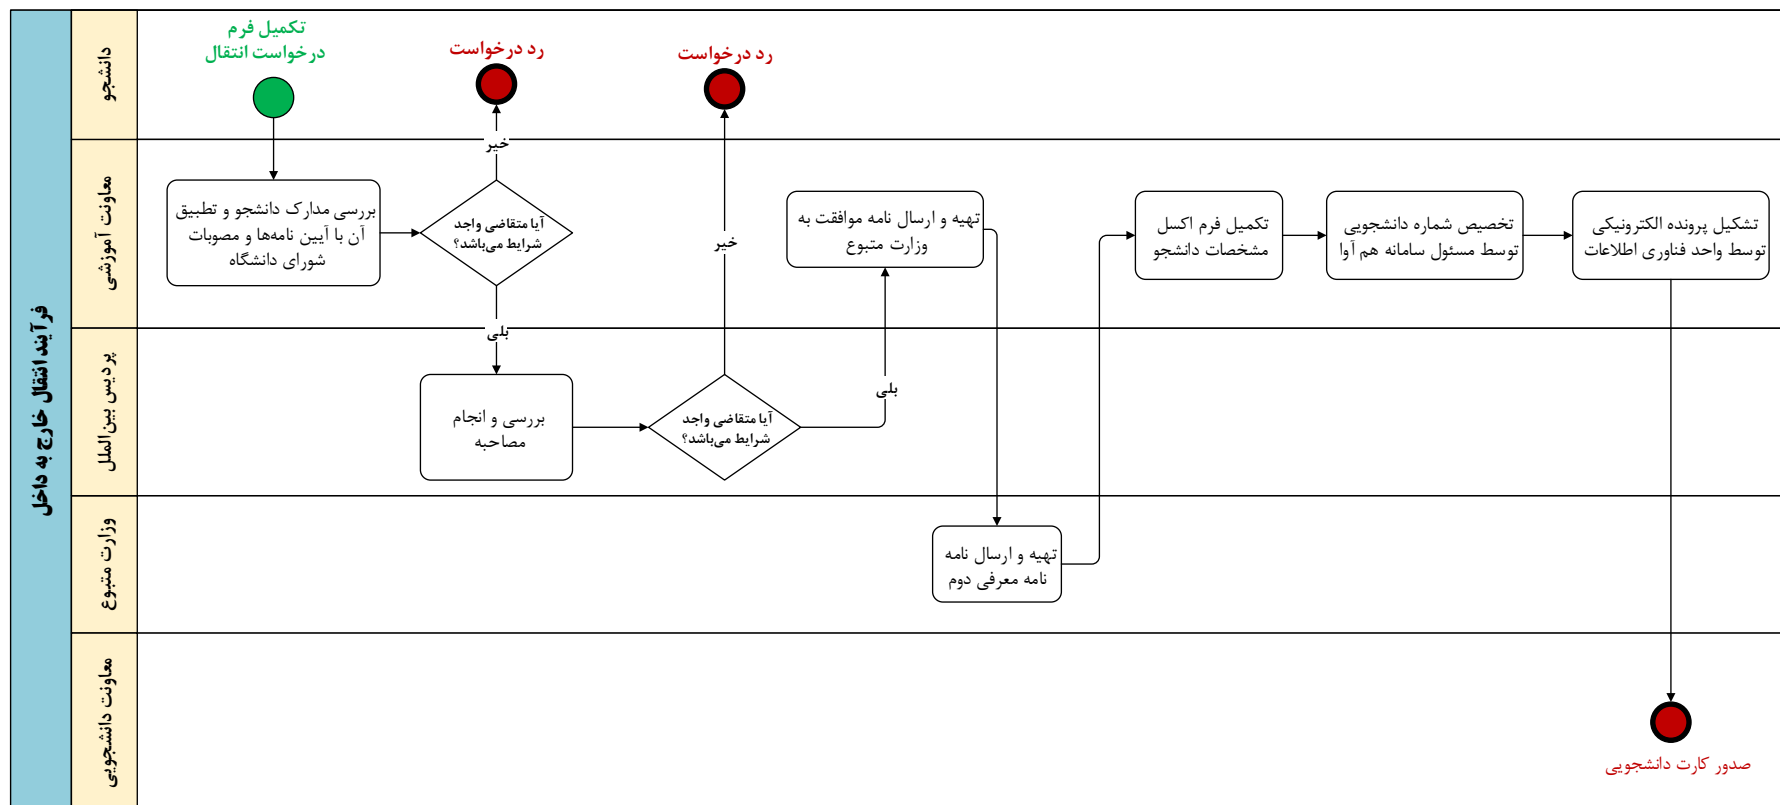 فرآیند انتقال خارج به داخل
دانشجو
تکمیل فرم
درخواست انتقال
رد درخواست
رد درخواست
معاونت آموزشی
بررسی مدارک دانشجو و تطبیق
آن با آیین نامه‌ها و مصوبات
شورای دانشگاه
آیا متقاضی واجد
شرایط می‌باشد؟
خیر
بلی
خیر
تهیه و ارسال نامه موافقت به
وزارت متبوع
تکمیل فرم اکسل
مشخصات دانشجو
تخصیص شماره دانشجویی
توسط مسئول سامانه هم آوا
تشکیل پرونده الکترونیکی
توسط واحد فناوری اطلاعات
پردیس بین‌الملل
بررسی و انجام
مصاحبه
آیا متقاضی واجد
شرایط می‌باشد؟
بلی
وزارت متبوع
تهیه و ارسال نامه
نامه معرفی دوم
معاونت دانشجویی
صدور کارت دانشجویی